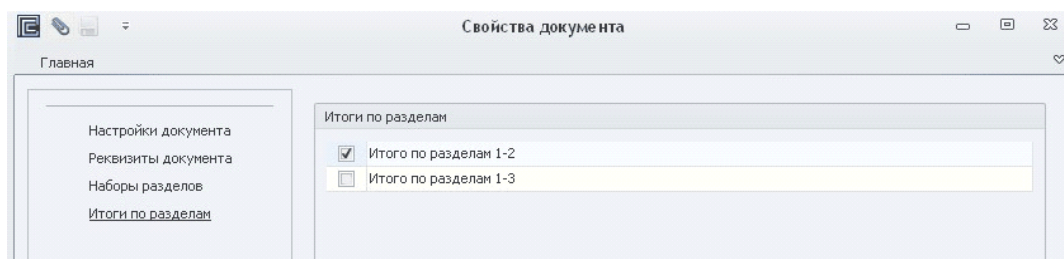 Свойства документа
Главная
Настройки документа
Реквизиты документа
Наборы разделов
Итоги по разделам
Итоги по разделам
Итого по разделам 1-2
Итого по разделам 1-3